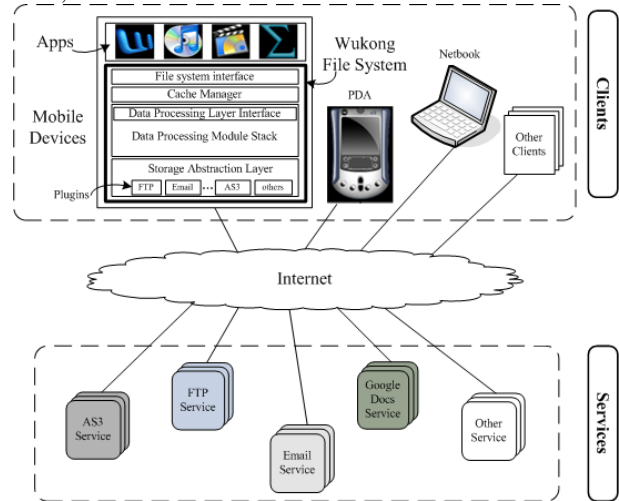 Apps
Wukong
File System
File system interface
Cache Manager
Data Processing Layer Interface
Data Processing Module Stack
Storage Abstraction Layer
FTP
Email
...
AS3
others
Mobile
Devices
Plugins
PDA
Netbook
Other
Clients
Clients
Internet
AS3
Service
FTP
Service
Email
Service
Google
Docs
Service
Other
Service
Services